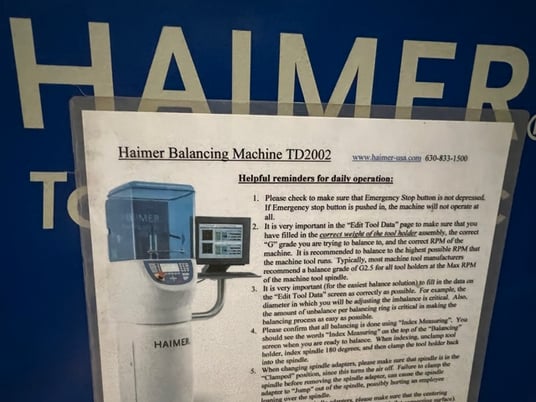 HAIMER
Haimer Balancing Machine TD2002 www.haimer-usa.com 630-833-1500
Helpful reminders for daily operation:
1. Please check to make sure that Emergency Stop button is not depressed.
If Emergency stop button is pushed in, the machine will not operate at
all.
2. It is very important in the "Edit Tool Data" page to make sure that you
have filled in the correct weight of the tool holder assembly, the correct
"G" grade you are trying to balance to, and the correct RPM of the
machine. It is recommended to balance to the highest possible RPM that
the machine tool runs. Typically, most machine tool manufacturers
recommend a balance grade of G2.5 for all tool holders at the Max RPM
of the machine tool spindle.
3. It is very important (for the easiest balance solution) to fill in the data on
the "Edit Tool Data" screen as correctly as possible. For example, the
diameter in which you will be adjusting the imbalance is critical. Also,
the amount of unbalance per balancing ring is critical in making the
balancing process as easy as possible.
4. Please confirm that all balancing is done using "Index Measuring". You
should see the words "Index Measuring" on the top of the "Balancing"
screen when you are ready to balance. When indexing, unclamp tool
holder, index spindle 180 degrees, and then clamp the tool holder back
into the spindle.
5. When changing spindle adapters, please make sure that spindle is in the
"Clamped" position, since this turns the air off. Failure to clamp the
spindle before removing the spindle adapter, can cause the spindle
adapter to "Jump" out of the spindle, possibly hurting an employee
leaning over the spindle.
adapters, please make sure that the centering
HAIMER
HAIMER